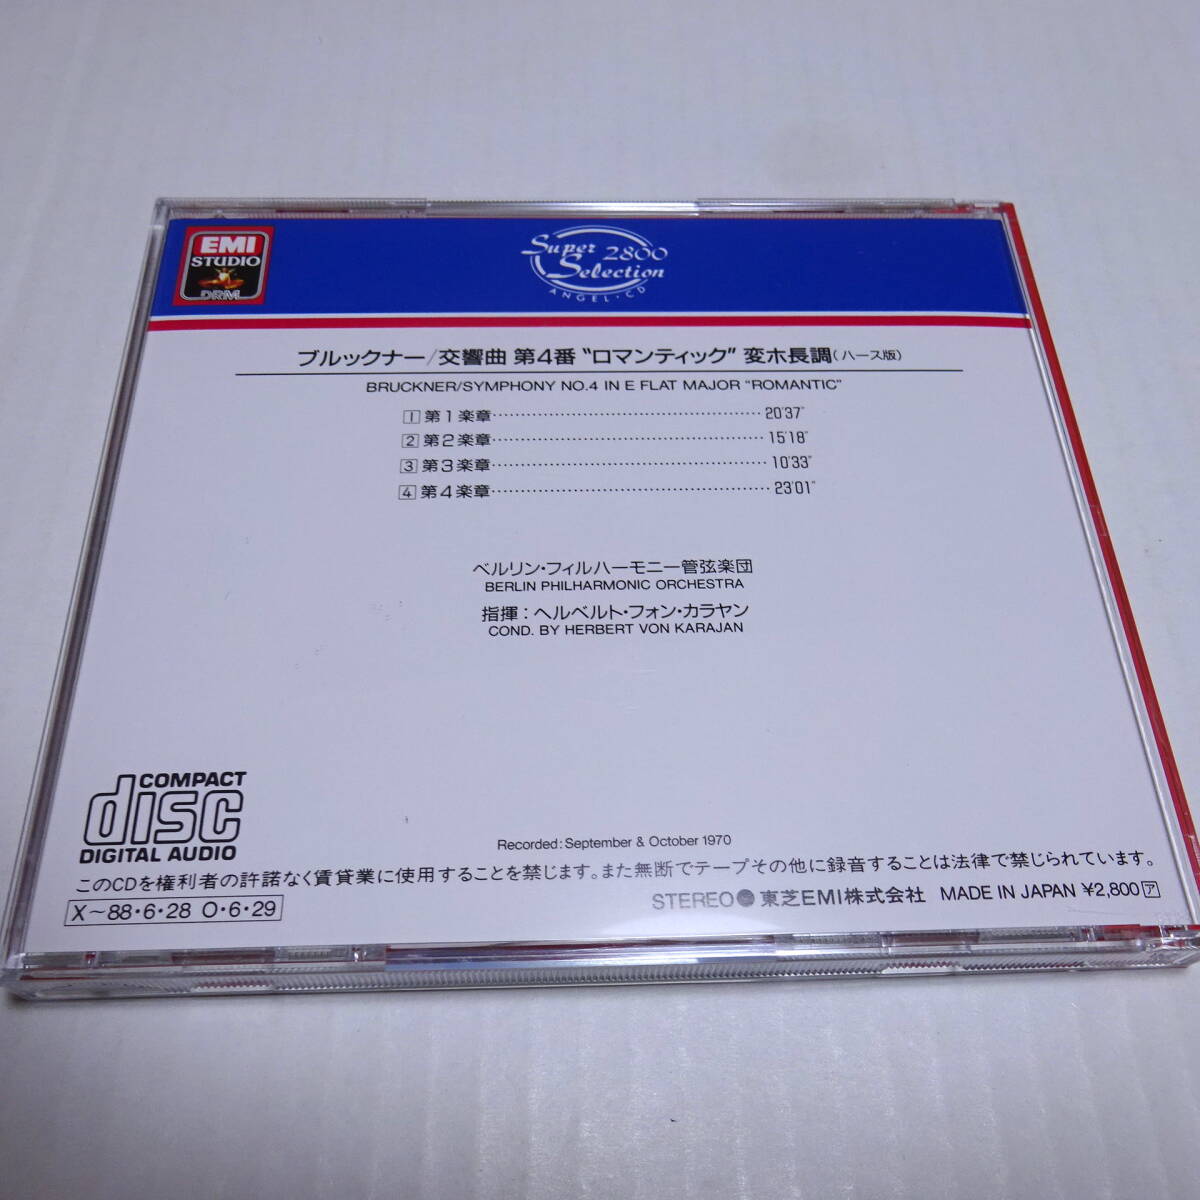 EMI
STUDIO
DRM
Super 2800
Selection
ANGEL・CD
ブルックナー/交響曲 第4番 “ロマンティック” 変ホ長調(ハース版)
BRUCKNER/SYMPHONY NO.4 IN E FLAT MAJOR “ROMANTIC”
1 第1楽章 20'37"
2 第2楽章 15'18"
3 第3楽章 10'33"
4 第4楽章 23'01"
ベルリン・フィルハーモニー管弦楽団
BERLIN PHILHARMONIC ORCHESTRA
指揮：ヘルベルト・フォン・カラヤン
COND. BY HERBERT VON KARAJAN
COMPACT
disc
DIGITAL AUDIO
Recorded: September & October 1970
このCDを権利者の許諾なく賃貸業に使用することを禁じます。また無断でテープその他に録音することは法律で禁じられています。
X〜88・6・28 O・6・29
STEREO 東芝EMI株式会社 MADE IN JAPAN ¥2,800 ア